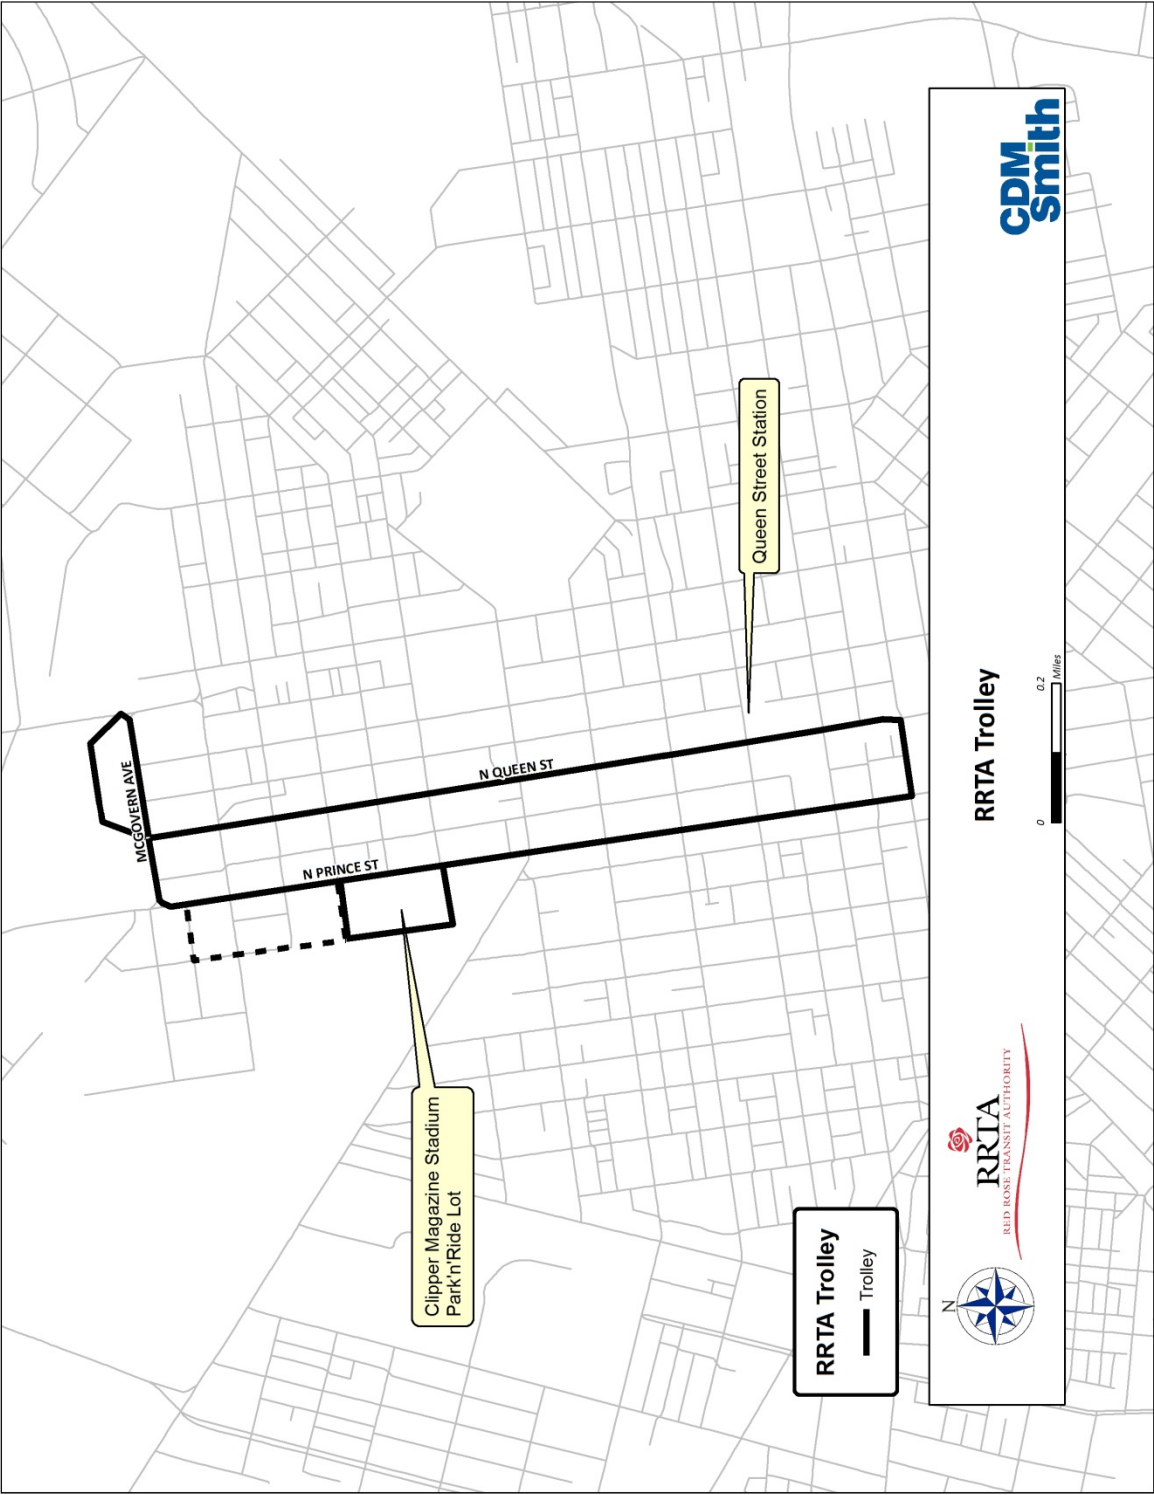 MCGOVERN AVE
N QUEEN ST
N PRINCE ST
Queen Street Station
Clipper Magazine Stadium
Park'n'Ride Lot
RRTA Trolley
Trolley
N
RRTA
RED ROSE TRANSIT AUTHORITY
RRTA Trolley
0
0.2
Miles
CDM
Smith